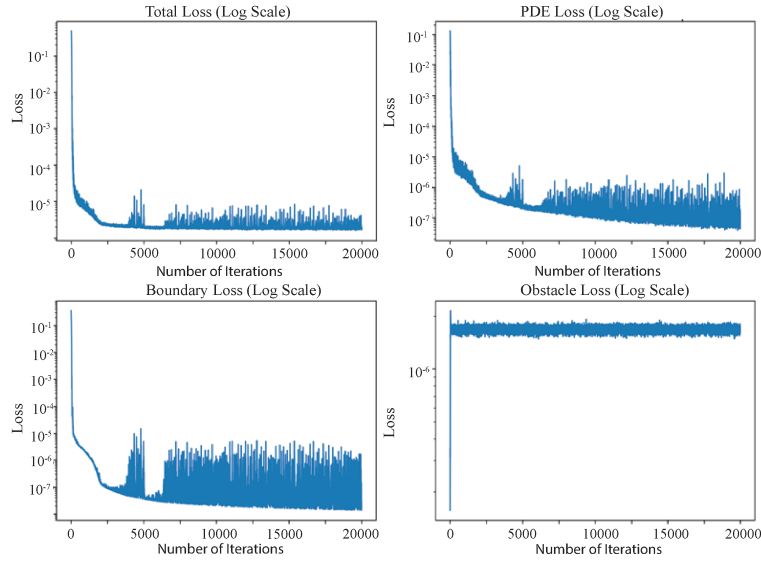 Total Loss (Log Scale)
Loss
10⁻¹
10⁻²
10⁻³
10⁻⁴
10⁻⁵
0 5000 10000 15000 20000
Number of Iterations
PDE Loss (Log Scale)
Loss
10⁻¹
10⁻²
10⁻³
10⁻⁴
10⁻⁵
10⁻⁶
10⁻⁷
0 5000 10000 15000 20000
Number of Iterations
Boundary Loss (Log Scale)
Loss
10⁻¹
10⁻²
10⁻³
10⁻⁴
10⁻⁵
10⁻⁶
10⁻⁷
0 5000 10000 15000 20000
Number of Iterations
Obstacle Loss (Log Scale)
Loss
10⁻⁶
0 5000 10000 15000 20000
Number of Iterations